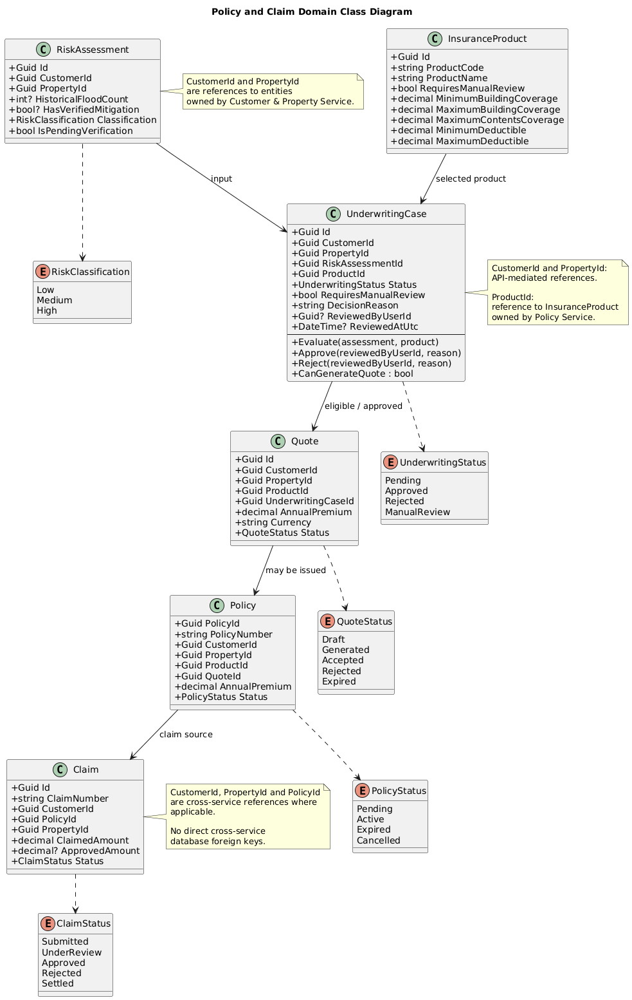 Policy and Claim Domain Class Diagram
C RiskAssessment
+Guid Id
+Guid CustomerId
+Guid PropertyId
+int? HistoricalFloodCount
+bool? HasVerifiedMitigation
+RiskClassification Classification
+bool IsPendingVerification
CustomerId and PropertyId
are references to entities
owned by Customer & Property Service.
C InsuranceProduct
+Guid Id
+string ProductCode
+string ProductName
+bool RequiresManualReview
+decimal MinimumBuildingCoverage
+decimal MaximumBuildingCoverage
+decimal MaximumContentsCoverage
+decimal MinimumDeductible
+decimal MaximumDeductible
input
selected product
C UnderwritingCase
+Guid Id
+Guid CustomerId
+Guid PropertyId
+Guid RiskAssessmentId
+Guid ProductId
+UnderwritingStatus Status
+bool RequiresManualReview
+string DecisionReason
+Guid? ReviewedByUserId
+DateTime? ReviewedAtUtc
+Evaluate(assessment, product)
+Approve(reviewedByUserId, reason)
+Reject(reviewedByUserId, reason)
+CanGenerateQuote : bool
E RiskClassification
Low
Medium
High
CustomerId and PropertyId:
API-mediated references.
ProductId:
reference to InsuranceProduct
owned by Policy Service.
eligible / approved
C Quote
+Guid Id
+Guid CustomerId
+Guid PropertyId
+Guid ProductId
+Guid UnderwritingCaseId
+decimal AnnualPremium
+string Currency
+QuoteStatus Status
E UnderwritingStatus
Pending
Approved
Rejected
ManualReview
may be issued
C Policy
+Guid PolicyId
+string PolicyNumber
+Guid CustomerId
+Guid PropertyId
+Guid ProductId
+Guid QuoteId
+decimal AnnualPremium
+PolicyStatus Status
E QuoteStatus
Draft
Generated
Accepted
Rejected
Expired
claim source
C Claim
+Guid Id
+string ClaimNumber
+Guid CustomerId
+Guid PolicyId
+Guid PropertyId
+decimal ClaimedAmount
+decimal? ApprovedAmount
+ClaimStatus Status
CustomerId, PropertyId and PolicyId
are cross-service references where
applicable.
No direct cross-service
database foreign keys.
E PolicyStatus
Pending
Active
Expired
Cancelled
E ClaimStatus
Submitted
UnderReview
Approved
Rejected
Settled